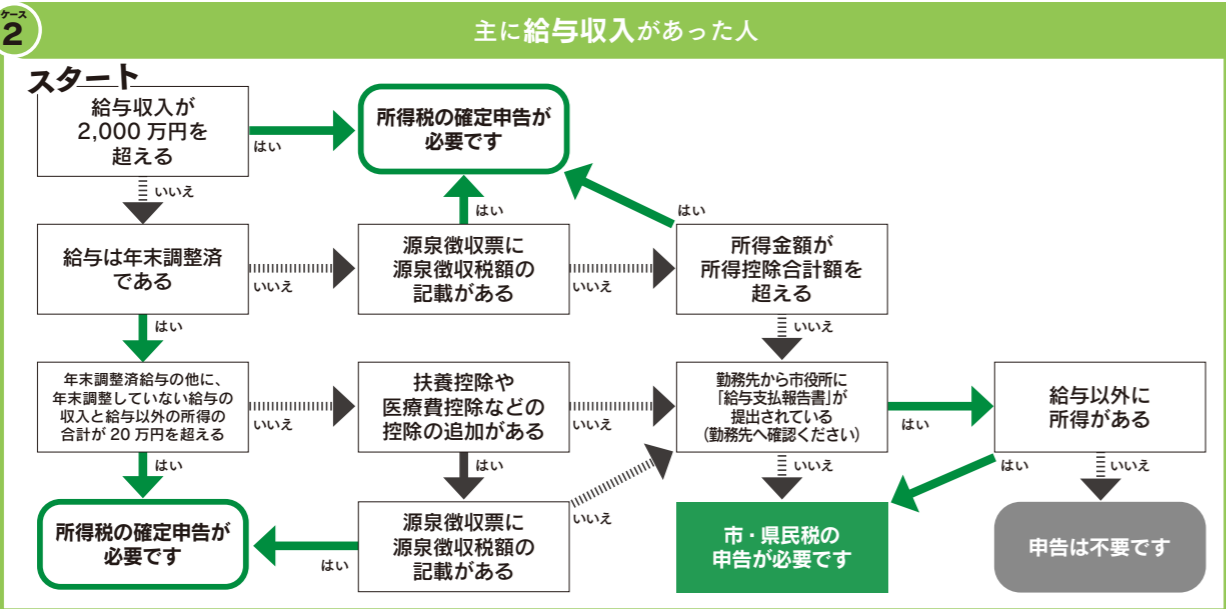 ケース
2
主に給与収入があった人
スタート
給与収入が
2,000 万円を
超える
はい
所得税の確定申告が
必要です
いいえ
はい
はい
給与は年末調整済
である
いいえ
源泉徴収票に
源泉徴収税額の
記載がある
いいえ
所得金額が
所得控除合計額を
超える
はい
いいえ
年末調整済給与の他に、
年末調整していない給与の
収入と給与以外の所得の
合計が 20 万円を超える
いいえ
扶養控除や
医療費控除などの
控除の追加がある
いいえ
勤務先から市役所に
「給与支払報告書」が
提出されている
(勤務先へ確認ください)
はい
給与以外に
所得がある
はい
はい
いいえ
はい
いいえ
所得税の確定申告が
必要です
はい
源泉徴収票に
源泉徴収税額の
記載がある
いいえ
市・県民税の
申告が必要です
申告は不要です